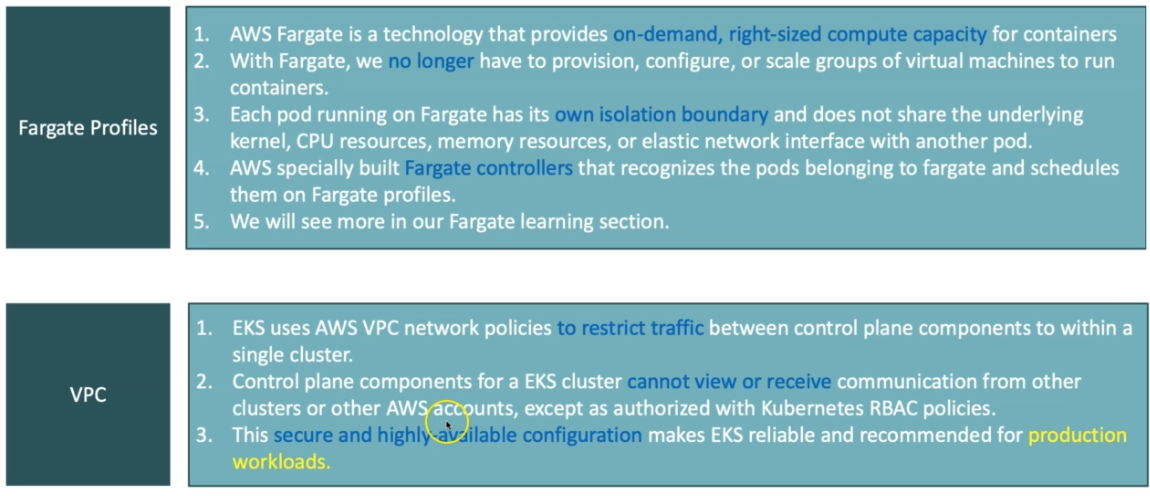 Fargate Profiles
1. AWS Fargate is a technology that provides on-demand, right-sized compute capacity for containers
2. With Fargate, we no longer have to provision, configure, or scale groups of virtual machines to run
containers.
3. Each pod running on Fargate has its own isolation boundary and does not share the underlying
kernel, CPU resources, memory resources, or elastic network interface with another pod.
4. AWS specially built Fargate controllers that recognizes the pods belonging to fargate and schedules
them on Fargate profiles.
5. We will see more in our Fargate learning section.
VPC
1. EKS uses AWS VPC network policies to restrict traffic between control plane components to within a
single cluster.
2. Control plane components for a EKS cluster cannot view or receive communication from other
clusters or other AWS accounts, except as authorized with Kubernetes RBAC policies.
3. This secure and highly-available configuration makes EKS reliable and recommended for production
workloads.